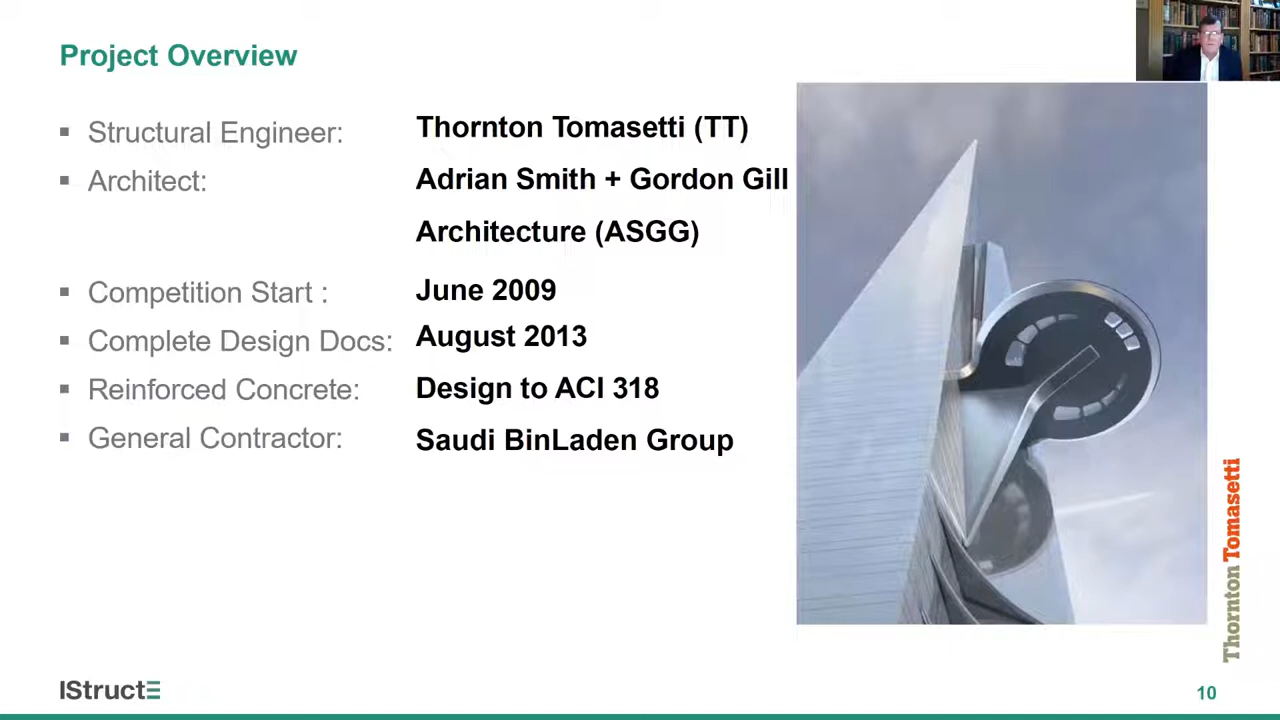 Project Overview
Structural Engineer: Thornton Tomasetti (TT)
Architect: Adrian Smith + Gordon Gill
Architecture (ASGG)
Competition Start : June 2009
Complete Design Docs: August 2013
Reinforced Concrete: Design to ACI 318
General Contractor: Saudi BinLaden Group
Thornton Tomasetti
IStructE
10